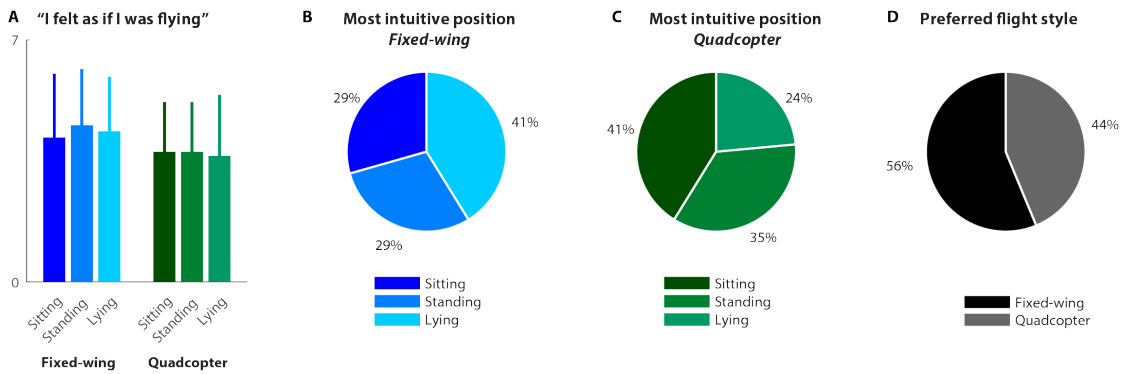 A "I felt as if I was flying"
7
0
Sitting
Standing
Lying
Sitting
Standing
Lying
Fixed-wing
Quadcopter
B Most intuitive position
Fixed-wing
29%
41%
29%
Sitting
Standing
Lying
C Most intuitive position
Quadcopter
24%
41%
35%
Sitting
Standing
Lying
D Preferred flight style
44%
56%
Fixed-wing
Quadcopter